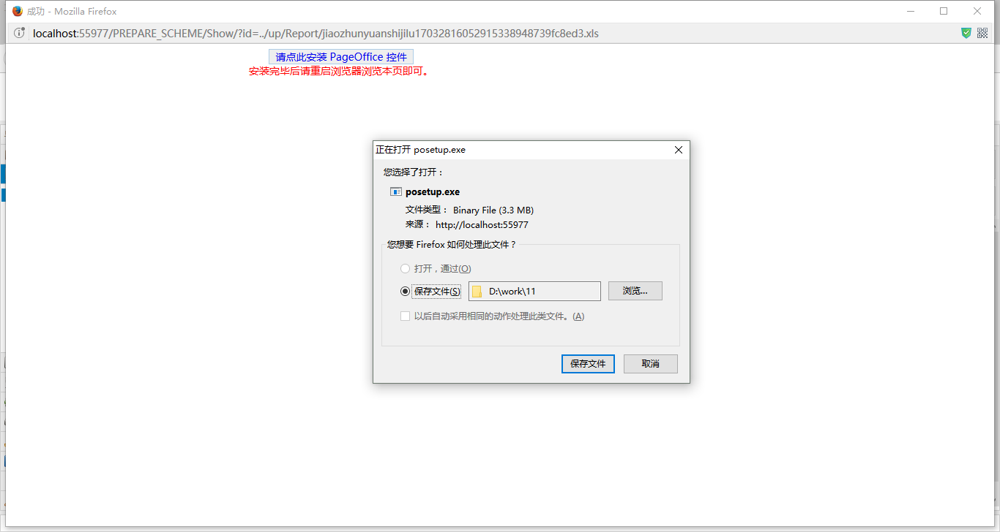 成功 - Mozilla Firefox
localhost:55977/PREPARE_SCHEME/Show/?id=../up/Report/jiaozhunyuanshijilu17032816052915338948739fc8ed3.xls
请点此安装 PageOffice 控件
安装完毕后请重启浏览器浏览本页即可。
正在打开 posetup.exe
您选择了打开：
posetup.exe
文件类型： Binary File (3.3 MB)
来源： http://localhost:55977
您想要 Firefox 如何处理此文件？
打开，通过(O)
保存文件(S) D:\work\11 浏览...
以后自动采用相同的动作处理此类文件。(A)
保存文件 取消